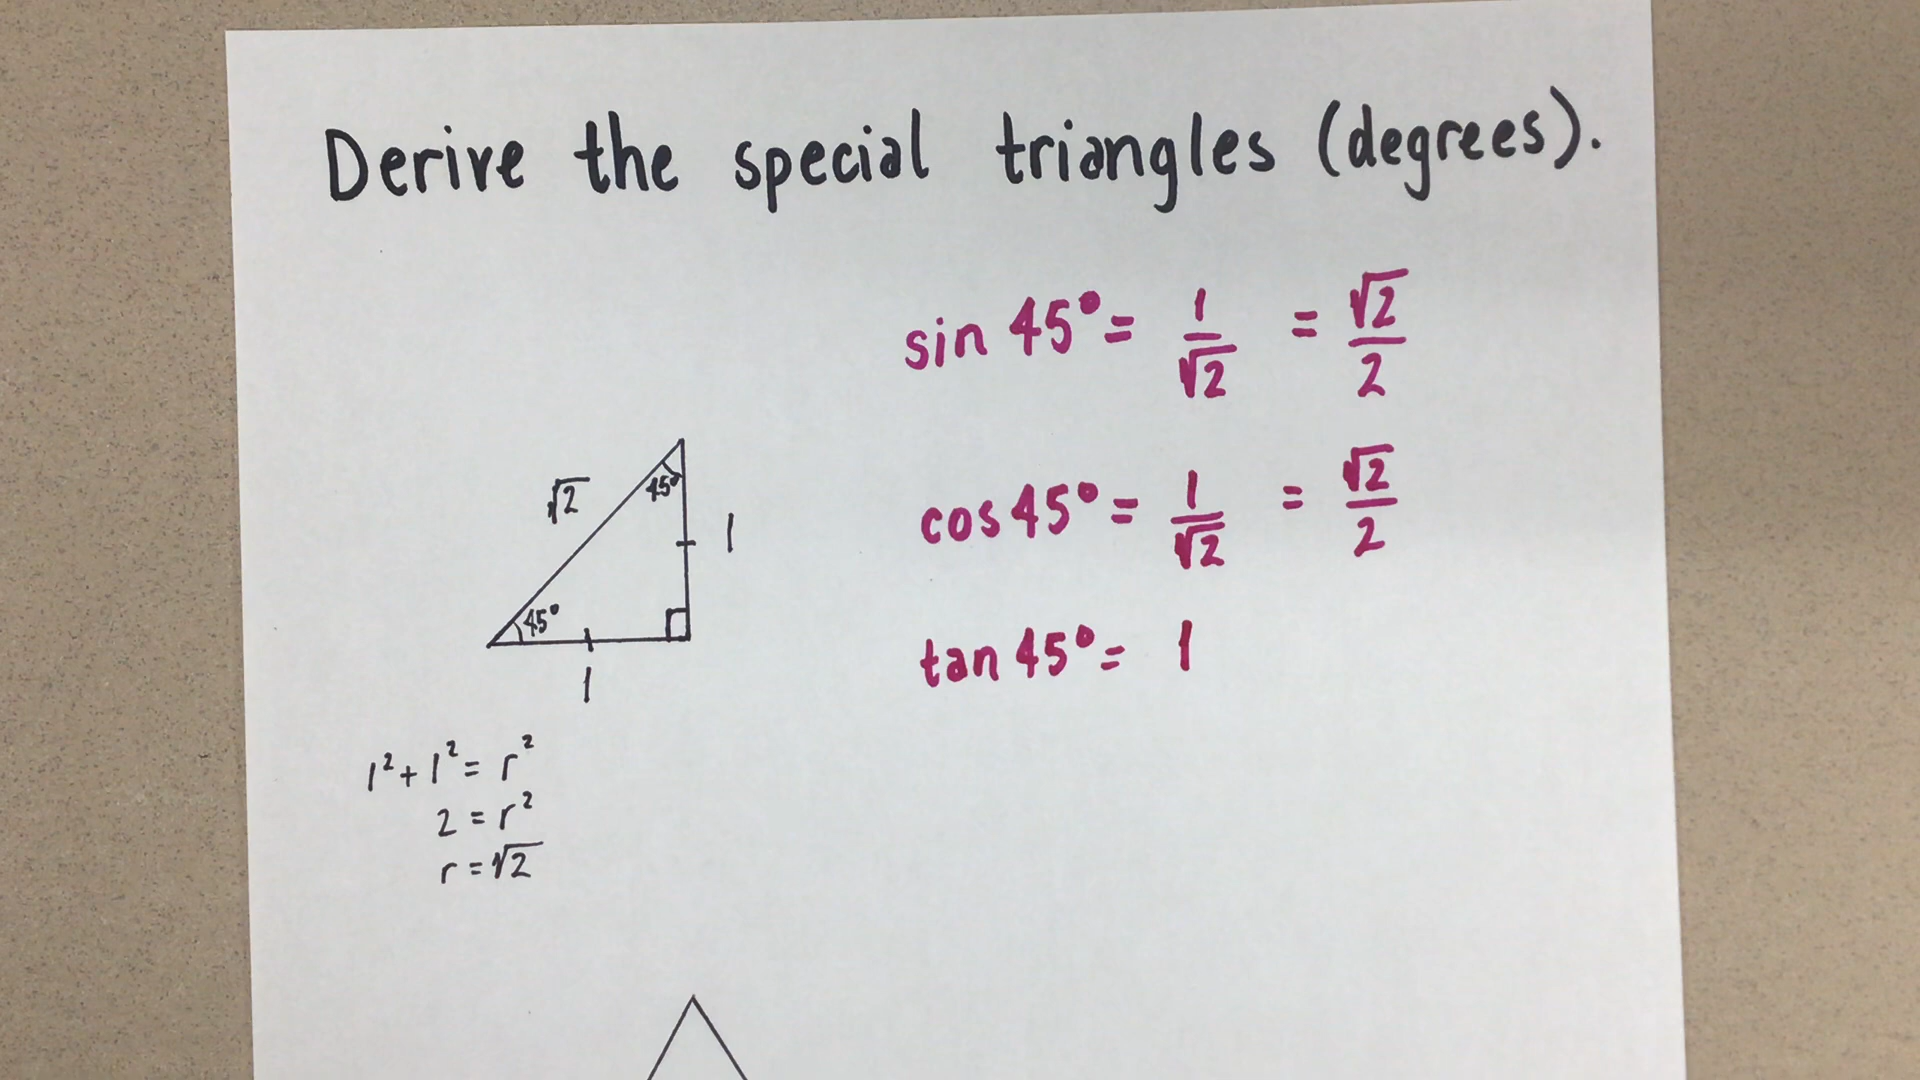 Derive the special triangles (degrees).
sin 45° = 1/√2 = √2/2
√2
45°
1
45°
1
cos 45° = 1/√2 = √2/2
tan 45° = 1
1² + 1² = r²
2 = r²
r = √2